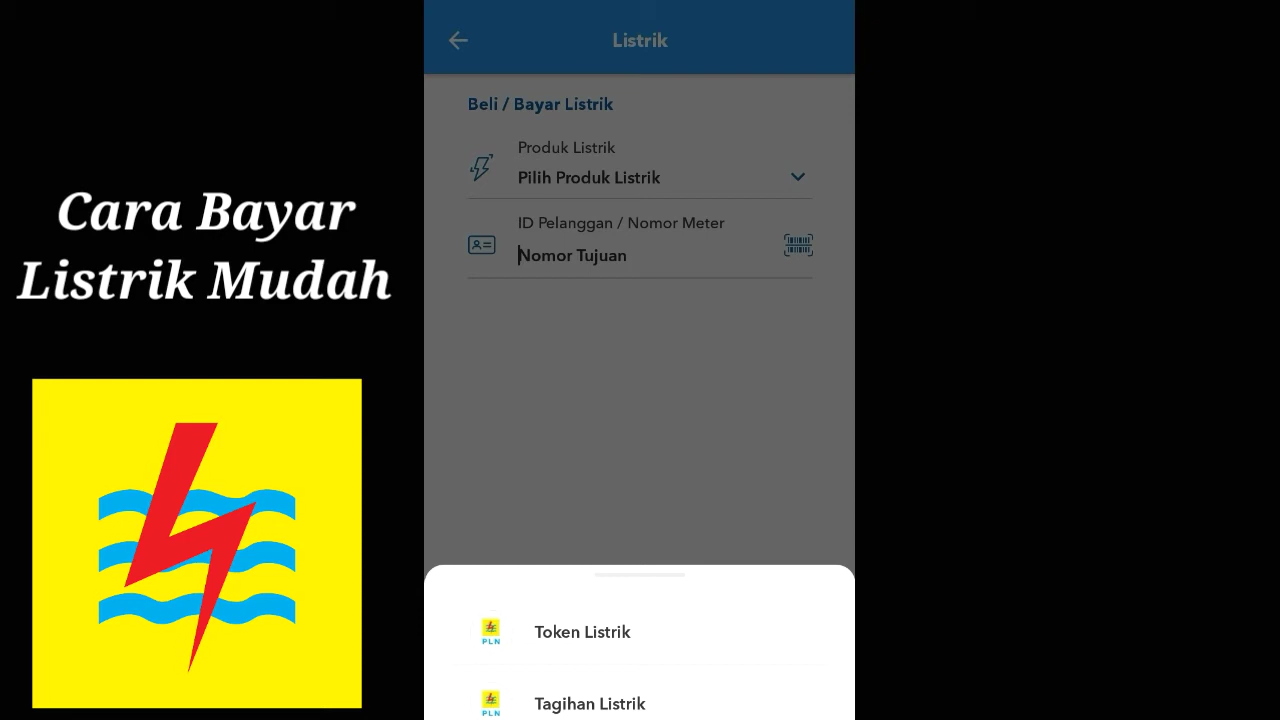 Cara Bayar
Listrik Mudah
Listrik
Beli / Bayar Listrik
Produk Listrik
Pilih Produk Listrik
ID Pelanggan / Nomor Meter
Nomor Tujuan
PLN
Token Listrik
PLN
Tagihan Listrik